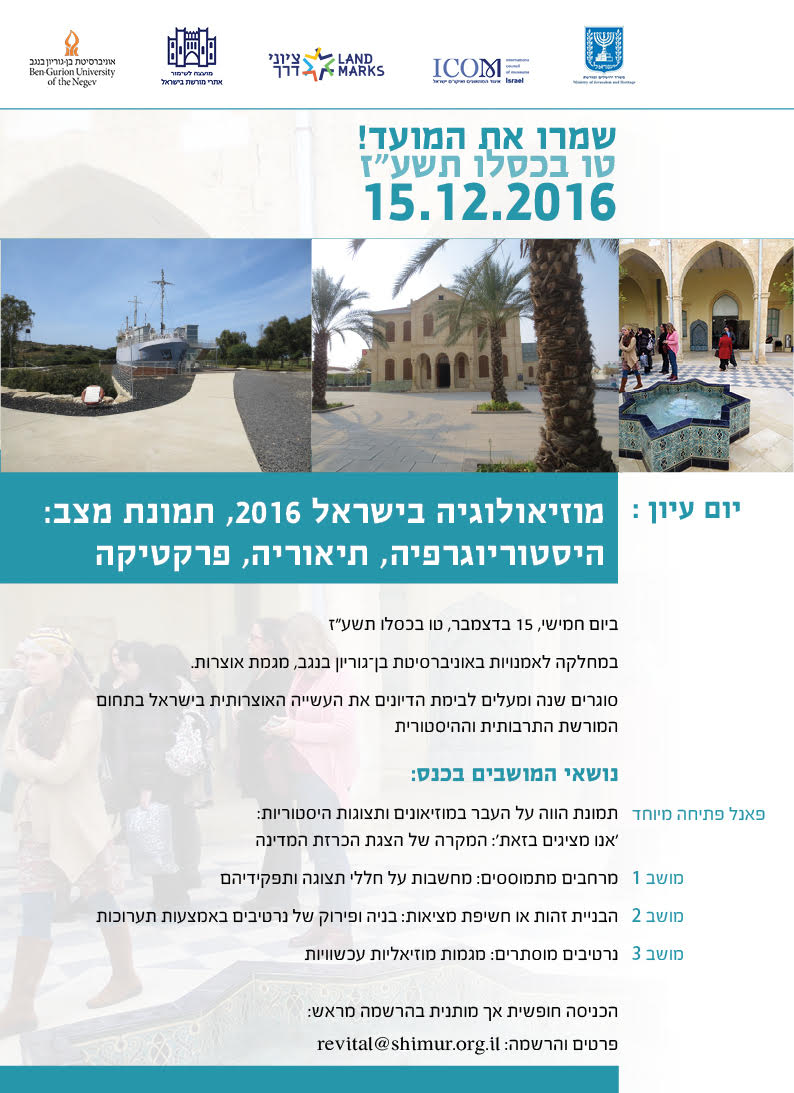 אוניברסיטת בן-גוריון בנגב
Ben-Gurion University
of the Negev
מועצה לשימור
אתרי מורשת בישראל
ציוני
דרך
LAND
MARKS
ICOM
international
council
of museums
Israel
איגוד המוזאונים ואיקו"ם ישראל
משרד ירושלים ומורשת
Ministry of Jerusalem and Heritage
שמרו את המועד!
טו בכסלו תשע"ז
15.12.2016
יום עיון :
מוזיאולוגיה בישראל 2016, תמונת מצב:
היסטוריוגרפיה, תיאוריה, פרקטיקה
ביום חמישי, 15 בדצמבר, טו בכסלו תשע"ז
במחלקה לאמנויות באוניברסיטת בן-גוריון בנגב, מגמת אוצרות.
סוגרים שנה ומעלים לבימת הדיונים את העשייה האוצרותית בישראל בתחום
המורשת התרבותית וההיסטורית
נושאי המושבים בכנס:
פאנל פתיחה מיוחד תמונת הווה על העבר במוזיאונים ותצוגות היסטוריות:
'אנו מציגים בזאת': המקרה של הצגת הכרזת המדינה
מושב 1 מרחבים מתמוססים: מחשבות על חללי תצוגה ותפקידיהם
מושב 2 הבניית זהות או חשיפת מציאות: בניה ופירוק של נרטיבים באמצעות תערוכות
מושב 3 נרטיבים מוסתרים: מגמות מוזיאליות עכשוויות
הכניסה חופשית אך מותנית בהרשמה מראש:
פרטים והרשמה: revital@shimur.org.il